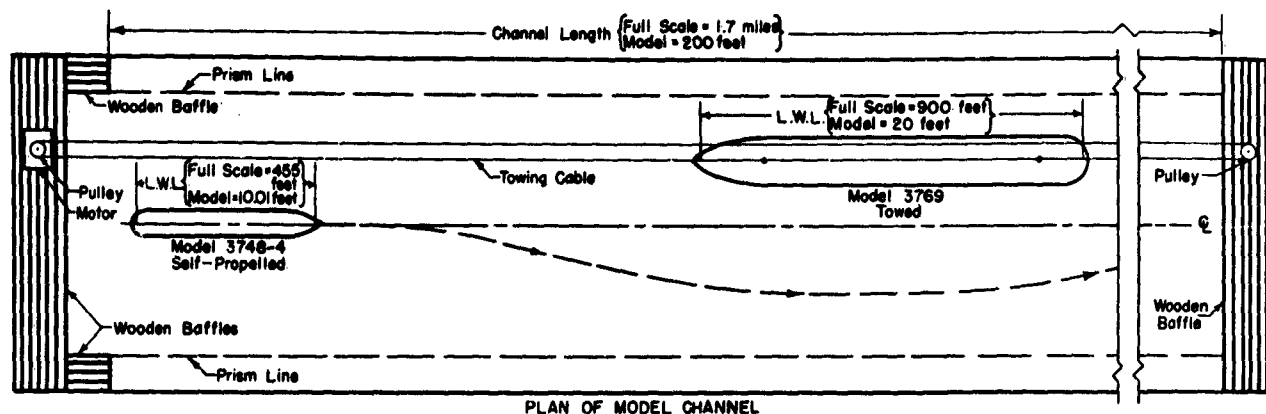 Channel Length {Full Scale = 1.7 miles
Model = 200 feet}
Prism Line
Wooden Baffle
L.W.L. {Full Scale = 900 feet
Model = 20 feet}
L.W.L. {Full Scale = 455
feet
Model = 10.01 feet}
Towing Cable
Pulley
Motor
Pulley
Model 3769
Towed
℄
Model 3748-4
Self-Propelled
Wooden Baffles
Wooden
Baffle
Prism Line
PLAN OF MODEL CHANNEL